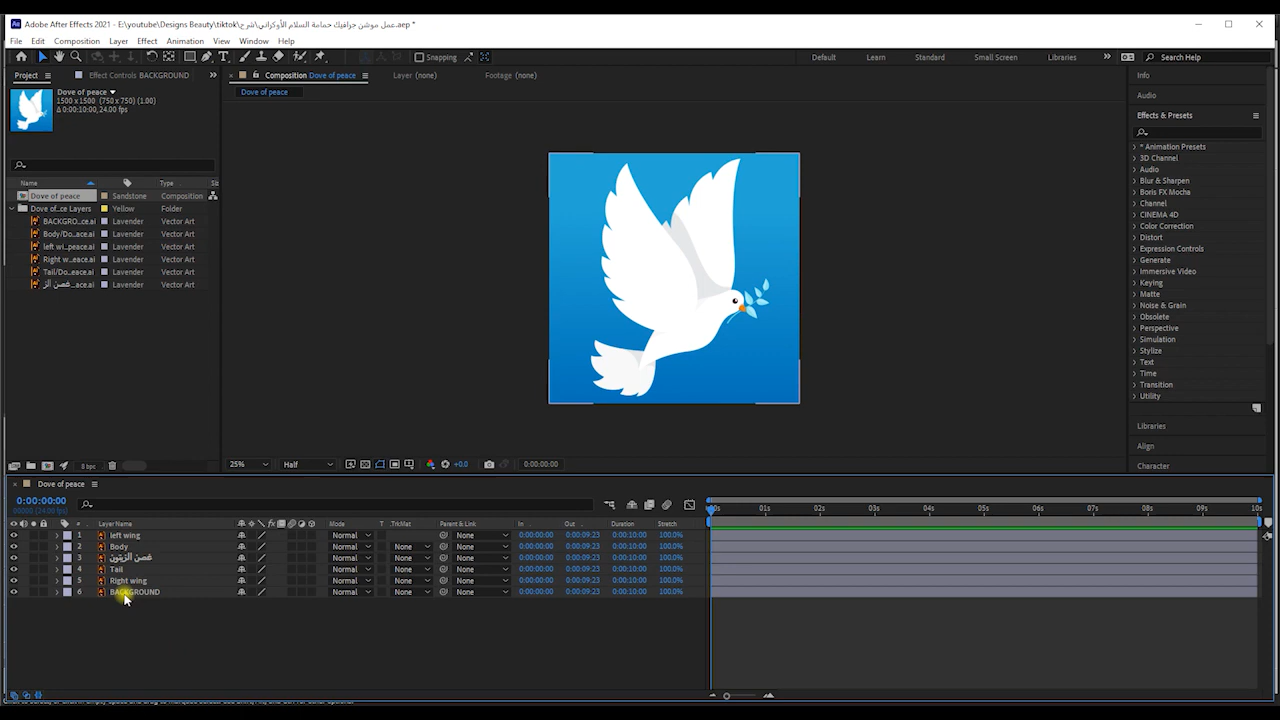 Adobe After Effects 2021 - E:\youtube\Designs Beauty\tiktok\شرح\عمل موشن جرافيك حمامة السلام الأوكراني.aep *
File Edit Composition Layer Effect Animation View Window Help
Snapping Default Learn Standard Small Screen Libraries Search Help
Project Effect Controls BACKGROUND Composition Dove of peace Layer (none) Footage (none)
Dove of peace
Dove of peace
1500 x 1500 (750 x 750) (1.00)
Δ 0:00:10:00, 24.00 fps
Name Type Si
Dove of peace Sandstone Composition
Dove of...ce Layers Yellow Folder
BACKGRO...ce.ai Lavender Vector Art
Body/Do...eace.ai Lavender Vector Art
left wi...peace.ai Lavender Vector Art
Right w...eace.ai Lavender Vector Art
Tail/Do...eace.ai Lavender Vector Art
غصن الز...ace.ai Lavender Vector Art
8 bpc
25% Half +0.0 0:00:00:00
Info
Audio
Effects & Presets
* Animation Presets
3D Channel
Audio
Blur & Sharpen
Boris FX Mocha
Channel
CINEMA 4D
Color Correction
Distort
Expression Controls
Generate
Immersive Video
Keying
Matte
Noise & Grain
Obsolete
Perspective
Simulation
Stylize
Text
Time
Transition
Utility
Libraries
Align
Character
Dove of peace
0:00:00:00
00000 (24.00 fps)
# Layer Name Mode T TrkMat Parent & Link In Out Duration Stretch
1 left wing Normal None 0:00:00:00 0:00:09:23 0:00:10:00 100.0%
2 Body Normal None None 0:00:00:00 0:00:09:23 0:00:10:00 100.0%
3 غصن الزيتون Normal None None 0:00:00:00 0:00:09:23 0:00:10:00 100.0%
4 Tail Normal None None 0:00:00:00 0:00:09:23 0:00:10:00 100.0%
5 Right wing Normal None None 0:00:00:00 0:00:09:23 0:00:10:00 100.0%
6 BACKGROUND Normal None None 0:00:00:00 0:00:09:23 0:00:10:00 100.0%
01s 02s 03s 04s 05s 06s 07s 08s 09s 10s